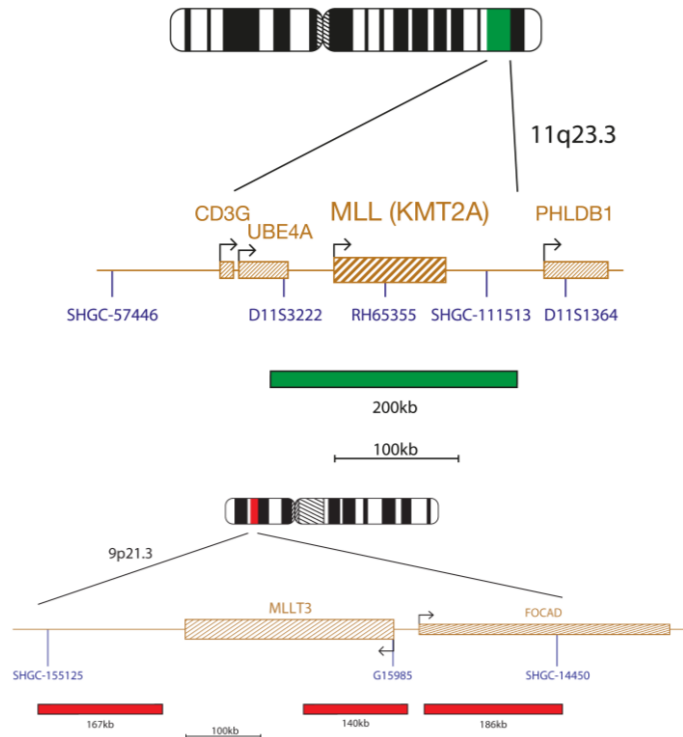 11q23.3
CD3G
UBE4A
MLL (KMT2A)
PHLDB1
SHGC-57446
D11S3222
RH65355
SHGC-111513
D11S1364
200kb
100kb
9p21.3
MLLT3
FOCAD
SHGC-155125
G15985
SHGC-14450
167kb
140kb
186kb
100kb